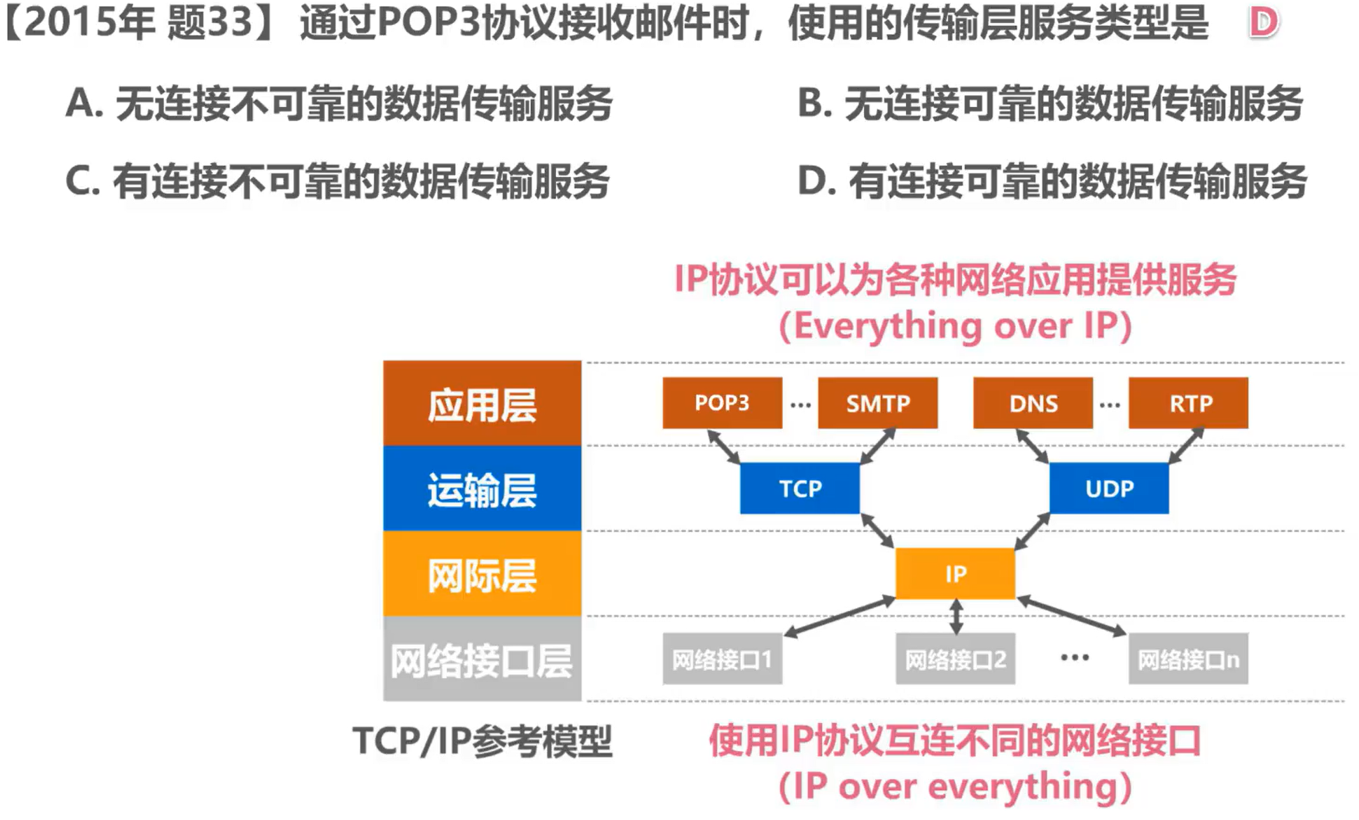 【2015年 题33】 通过POP3协议接收邮件时，使用的传输层服务类型是 D
A. 无连接不可靠的数据传输服务
B. 无连接可靠的数据传输服务
C. 有连接不可靠的数据传输服务
D. 有连接可靠的数据传输服务
IP协议可以为各种网络应用提供服务
（Everything over IP）
应用层
POP3 ... SMTP DNS ... RTP
运输层
TCP UDP
网际层
IP
网络接口层
网络接口1 网络接口2 ... 网络接口n
TCP/IP参考模型
使用IP协议互连不同的网络接口
（IP over everything）